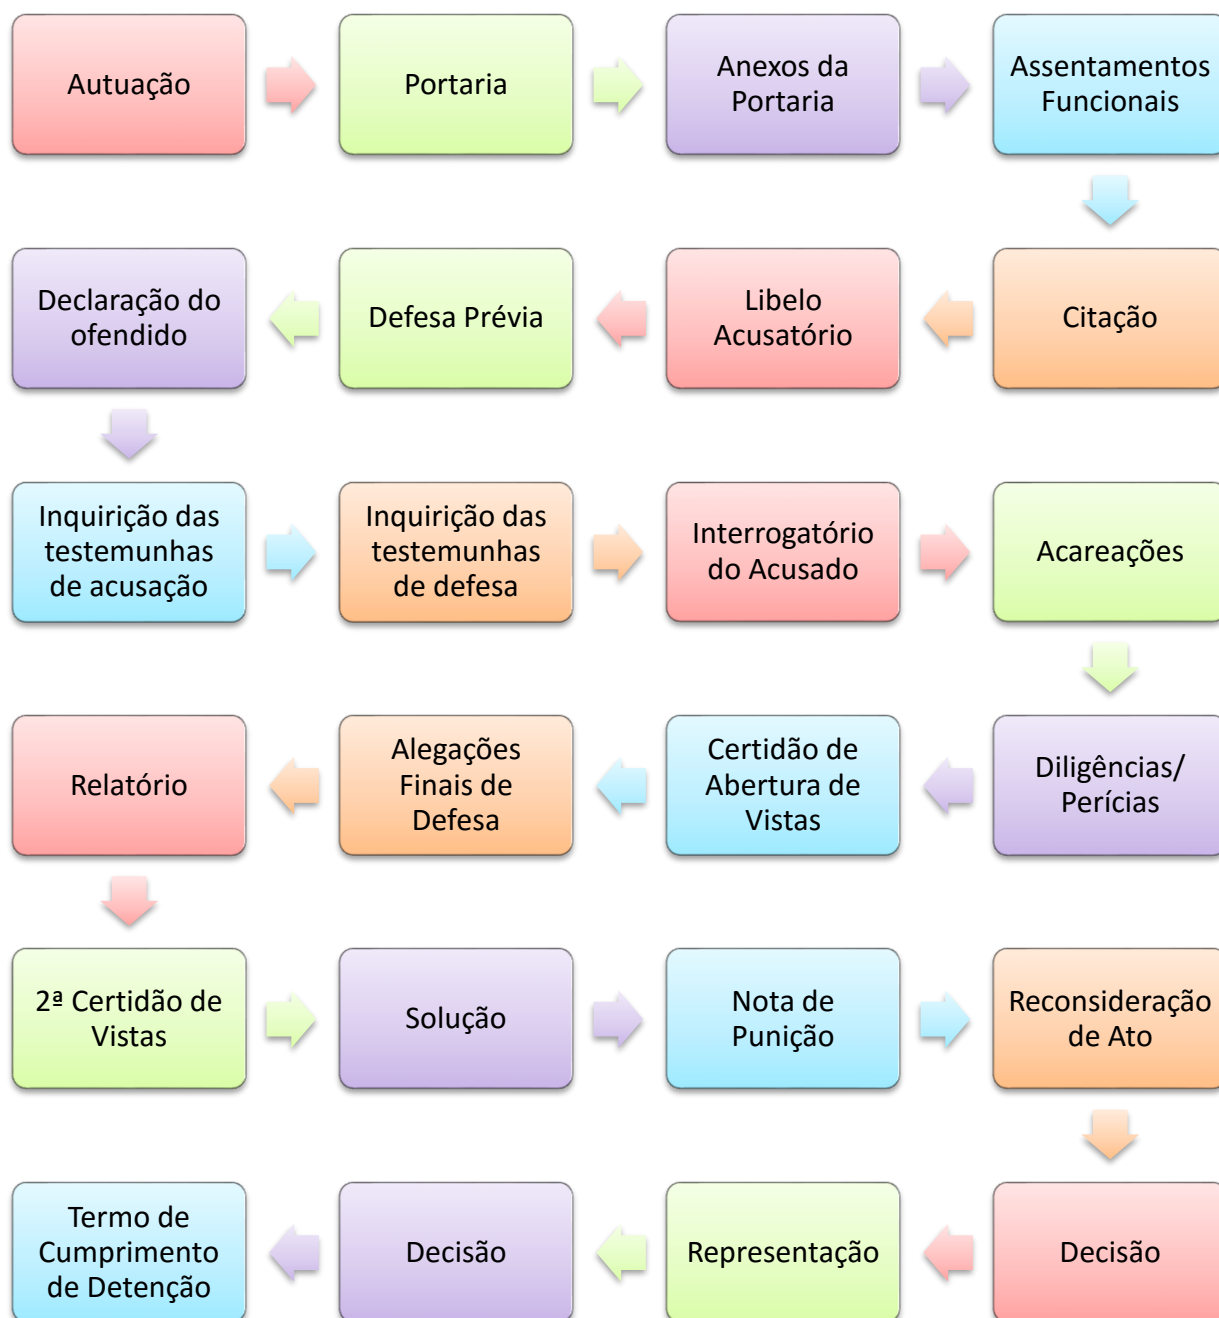 Autuação
Portaria
Anexos da
Portaria
Assentamentos
Funcionais
Citação
Libelo
Acusatório
Defesa Prévia
Declaração do
ofendido
Inquirição das
testemunhas
de acusação
Inquirição das
testemunhas
de defesa
Interrogatório
do Acusado
Acareações
Diligências/
Perícias
Certidão de
Abertura de
Vistas
Alegações
Finais de
Defesa
Relatório
2ª Certidão de
Vistas
Solução
Nota de
Punição
Reconsideração
de Ato
Decisão
Representação
Decisão
Termo de
Cumprimento
de Detenção